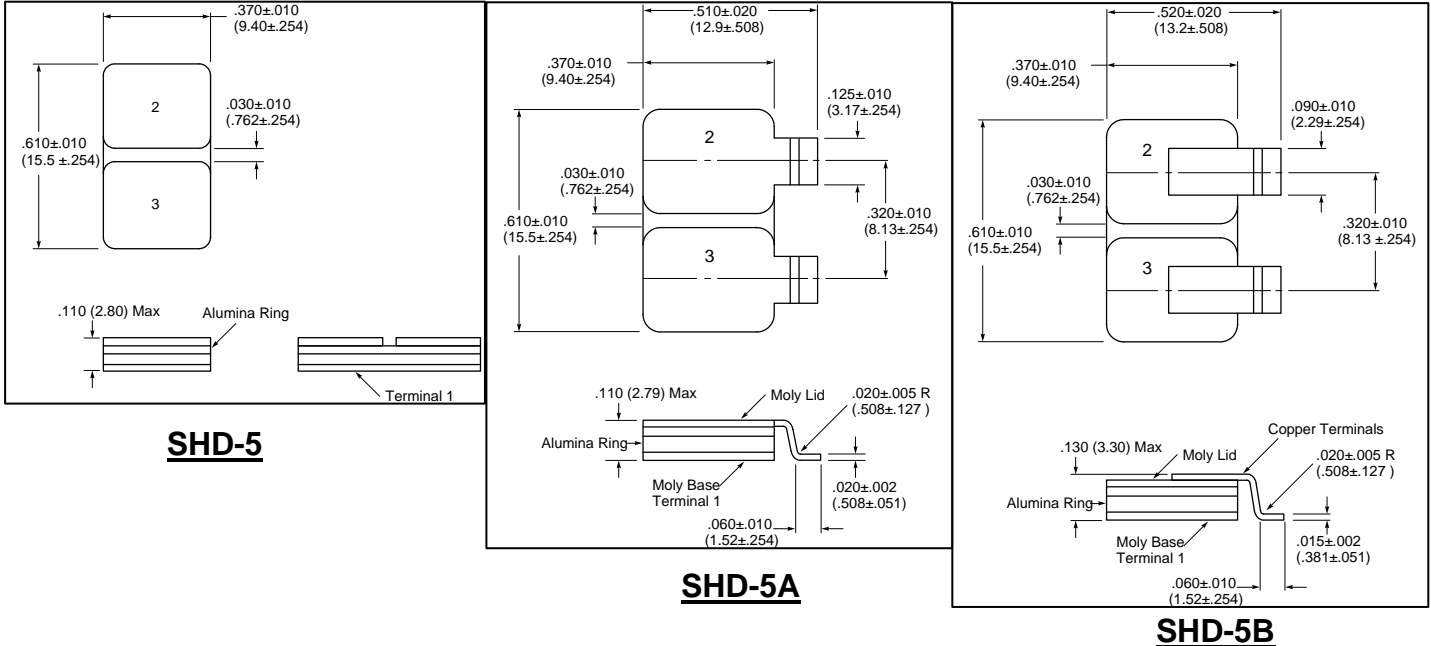 .370±.010
(9.40±.254)
2
.030±.010
(.762±.254)
.610±.010
(15.5 ±.254)
3
.110 (2.80) Max
Alumina Ring
Terminal 1
SHD-5
.510±.020
(12.9±.508)
.370±.010
(9.40±.254)
.125±.010
(3.17±.254)
2
.030±.010
(.762±.254)
.610±.010
(15.5±.254)
.320±.010
(8.13±.254)
3
.110 (2.79) Max
Moly Lid
.020±.005 R
(.508±.127 )
Alumina Ring
Moly Base
Terminal 1
.020±.002
(.508±.051)
.060±.010
(1.52±.254)
SHD-5A
.520±.020
(13.2±.508)
.370±.010
(9.40±.254)
.090±.010
(2.29±.254)
2
.030±.010
(.762±.254)
.610±.010
(15.5±.254)
.320±.010
(8.13 ±.254)
3
Copper Terminals
.130 (3.30) Max
Moly Lid
.020±.005 R
(.508±.127 )
Alumina Ring
Moly Base
Terminal 1
.015±.002
(.381±.051)
.060±.010
(1.52±.254)
SHD-5B